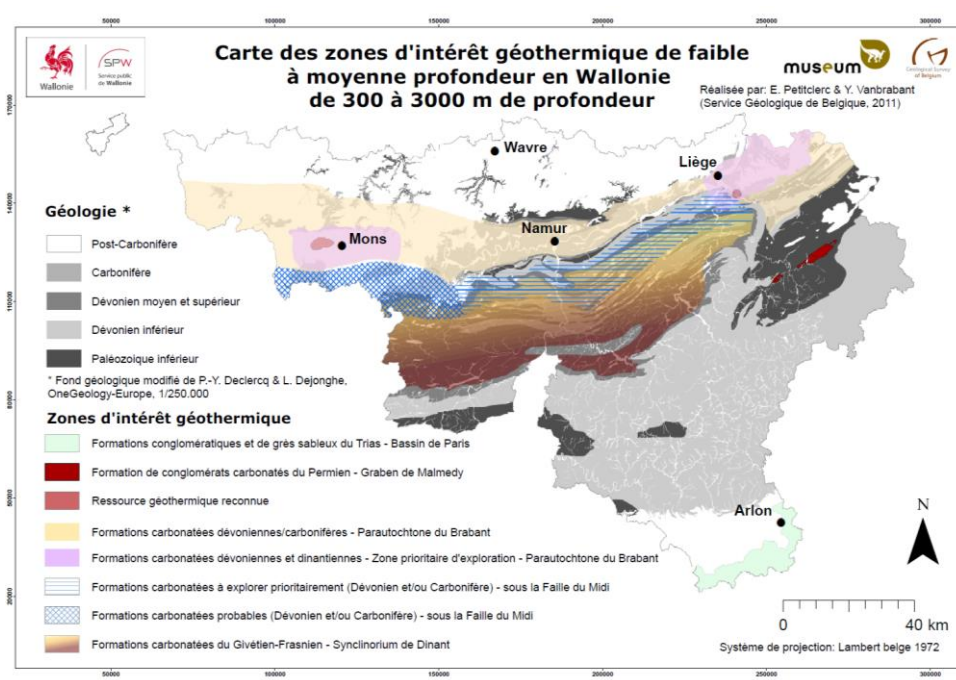 50000 100000 150000 200000 250000 300000
Wallonie
SPW
Service public
de Wallonie
Carte des zones d'intérêt géothermique de faible
à moyenne profondeur en Wallonie
de 300 à 3000 m de profondeur
museum
Geological Survey
of Belgium
Réalisée par: E. Petitclerc & Y. Vanbrabant
(Service Géologique de Belgique, 2011)
170000
140000
110000
80000
50000
20000
Wavre
Liège
Namur
Mons
Arlon
Géologie *
Post-Carbonifère
Carbonifère
Dévonien moyen et supérieur
Dévonien inférieur
Paléozoique inférieur
* Fond géologique modifié de P.-Y. Declercq & L. Dejonghe,
OneGeology-Europe, 1/250.000
Zones d'intérêt géothermique
Formations conglomératiques et de grès sableux du Trias - Bassin de Paris
Formation de conglomérats carbonatés du Permien - Graben de Malmedy
Ressource géothermique reconnue
Formations carbonatées dévoniennes/carbonifères - Parautochtone du Brabant
Formations carbonatées dévoniennes et dinantiennes - Zone prioritaire d'exploration - Parautochtone du Brabant
Formations carbonatées à explorer prioritairement (Dévonien et/ou Carbonifère) - sous la Faille du Midi
Formations carbonatées probables (Dévonien et/ou Carbonifère) - sous la Faille du Midi
Formations carbonatées du Givétien-Frasnien - Synclinorium de Dinant
N
0 40 km
Système de projection: Lambert belge 1972
50000 100000 150000 200000 250000 300000